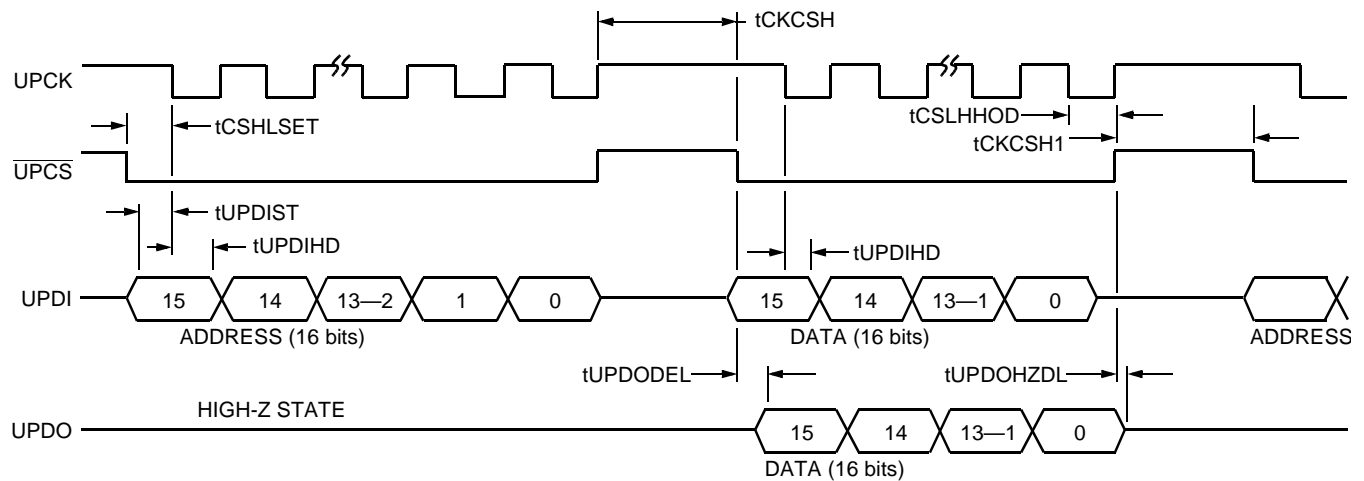 tCKCSH
UPCK
tCSHLSET
tCSLHHOD
tCKCSH1
UPCS
tUPDIST
tUPDIHD
tUPDIHD
UPDI
15 14 13—2 1 0
15 14 13—1 0
ADDRESS (16 bits)
DATA (16 bits)
ADDRESS
tUPDODEL
tUPDOHZDL
HIGH-Z STATE
UPDO
15 14 13—1 0
DATA (16 bits)